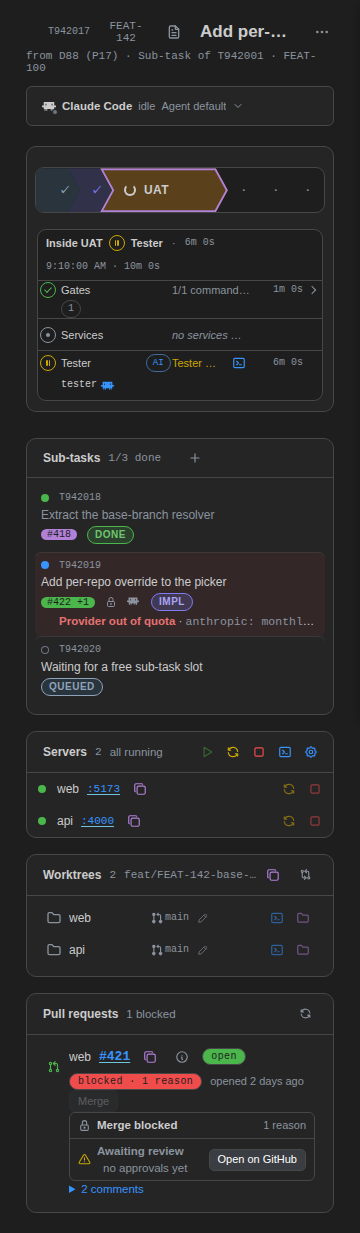 T942017 FEAT-142 Add per-…
from D88 (P17) · Sub-task of T942001 · FEAT-100
Claude Code idle Agent default
UAT
Inside UAT Tester · 6m 0s
9:10:00 AM · 10m 0s
Gates 1/1 command… 1m 0s
1
Services no services …
Tester AI Tester … 6m 0s
tester
Sub-tasks 1/3 done
T942018
Extract the base-branch resolver
#418 DONE
T942019
Add per-repo override to the picker
#422 +1 IMPL
Provider out of quota · anthropic: monthl…
T942020
Waiting for a free sub-task slot
QUEUED
Servers 2 all running
web :5173
api :4000
Worktrees 2 feat/FEAT-142-base-…
web main
api main
Pull requests 1 blocked
web #421 open
blocked · 1 reason opened 2 days ago
Merge
Merge blocked 1 reason
Awaiting review
no approvals yet
Open on GitHub
2 comments